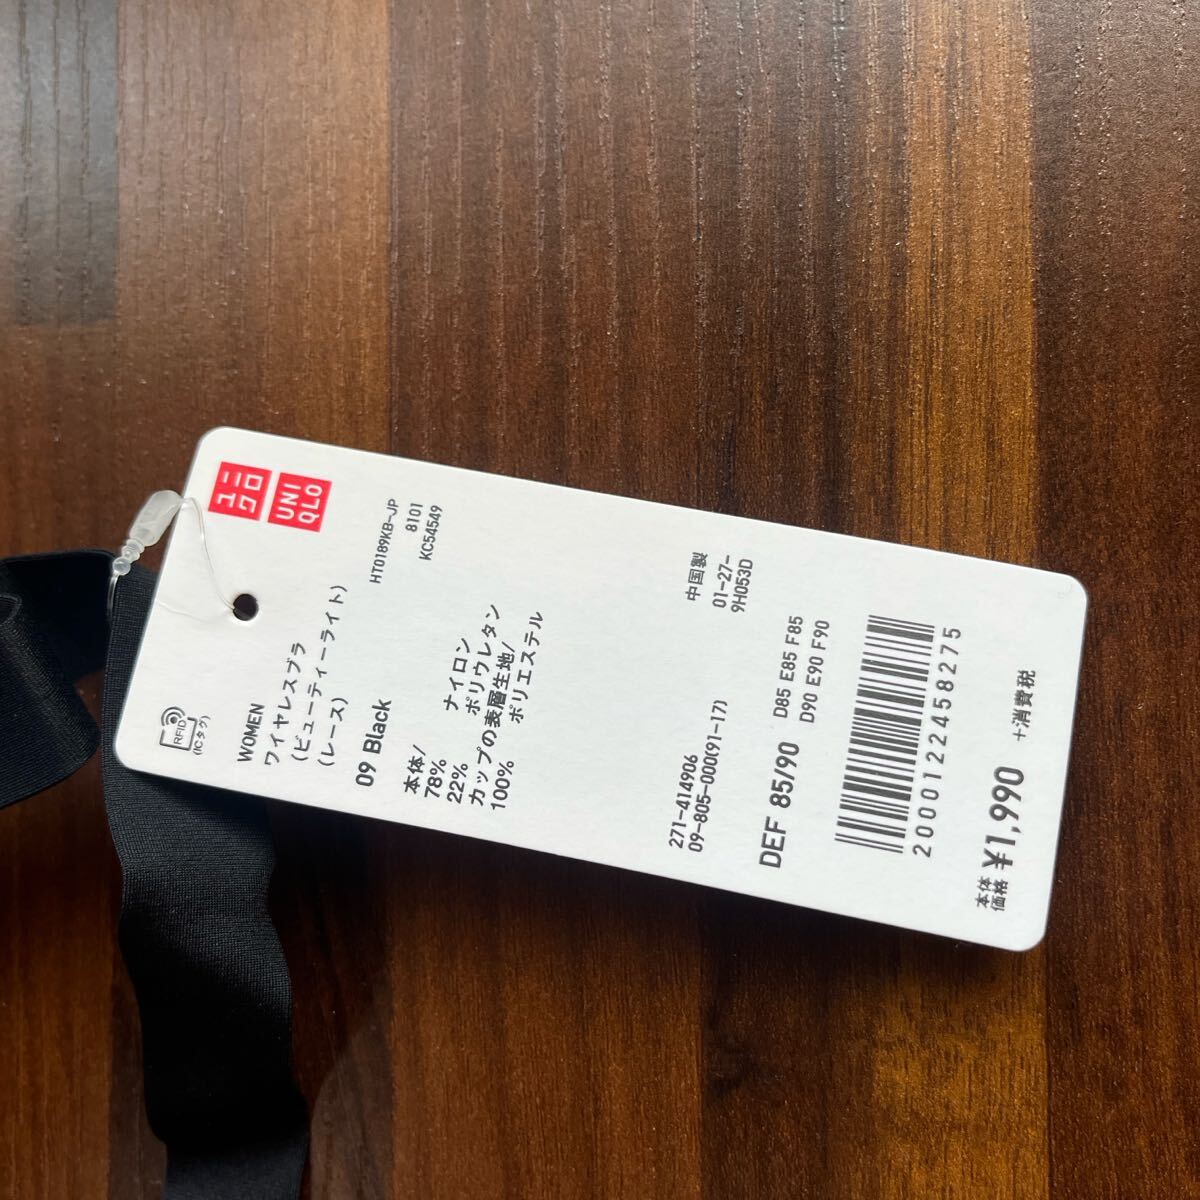 ユニ
クロ
UNI
QLO
RFID
(ICタグ)
HT0189KB-JP
8101
KC54549
WOMEN
ワイヤレスブラ
(ビューティーライト)
(レース)
09 Black
本体/
78% ナイロン
22% ポリウレタン
カップの表層生地/
100% ポリエステル
中国製
01-27-
9H053D
271-414906
09-805-000(91-17)
DEF 85/90 D85 E85 F85
D90 E90 F90
2000122458275
本体
価格 ¥1,990 +消費税